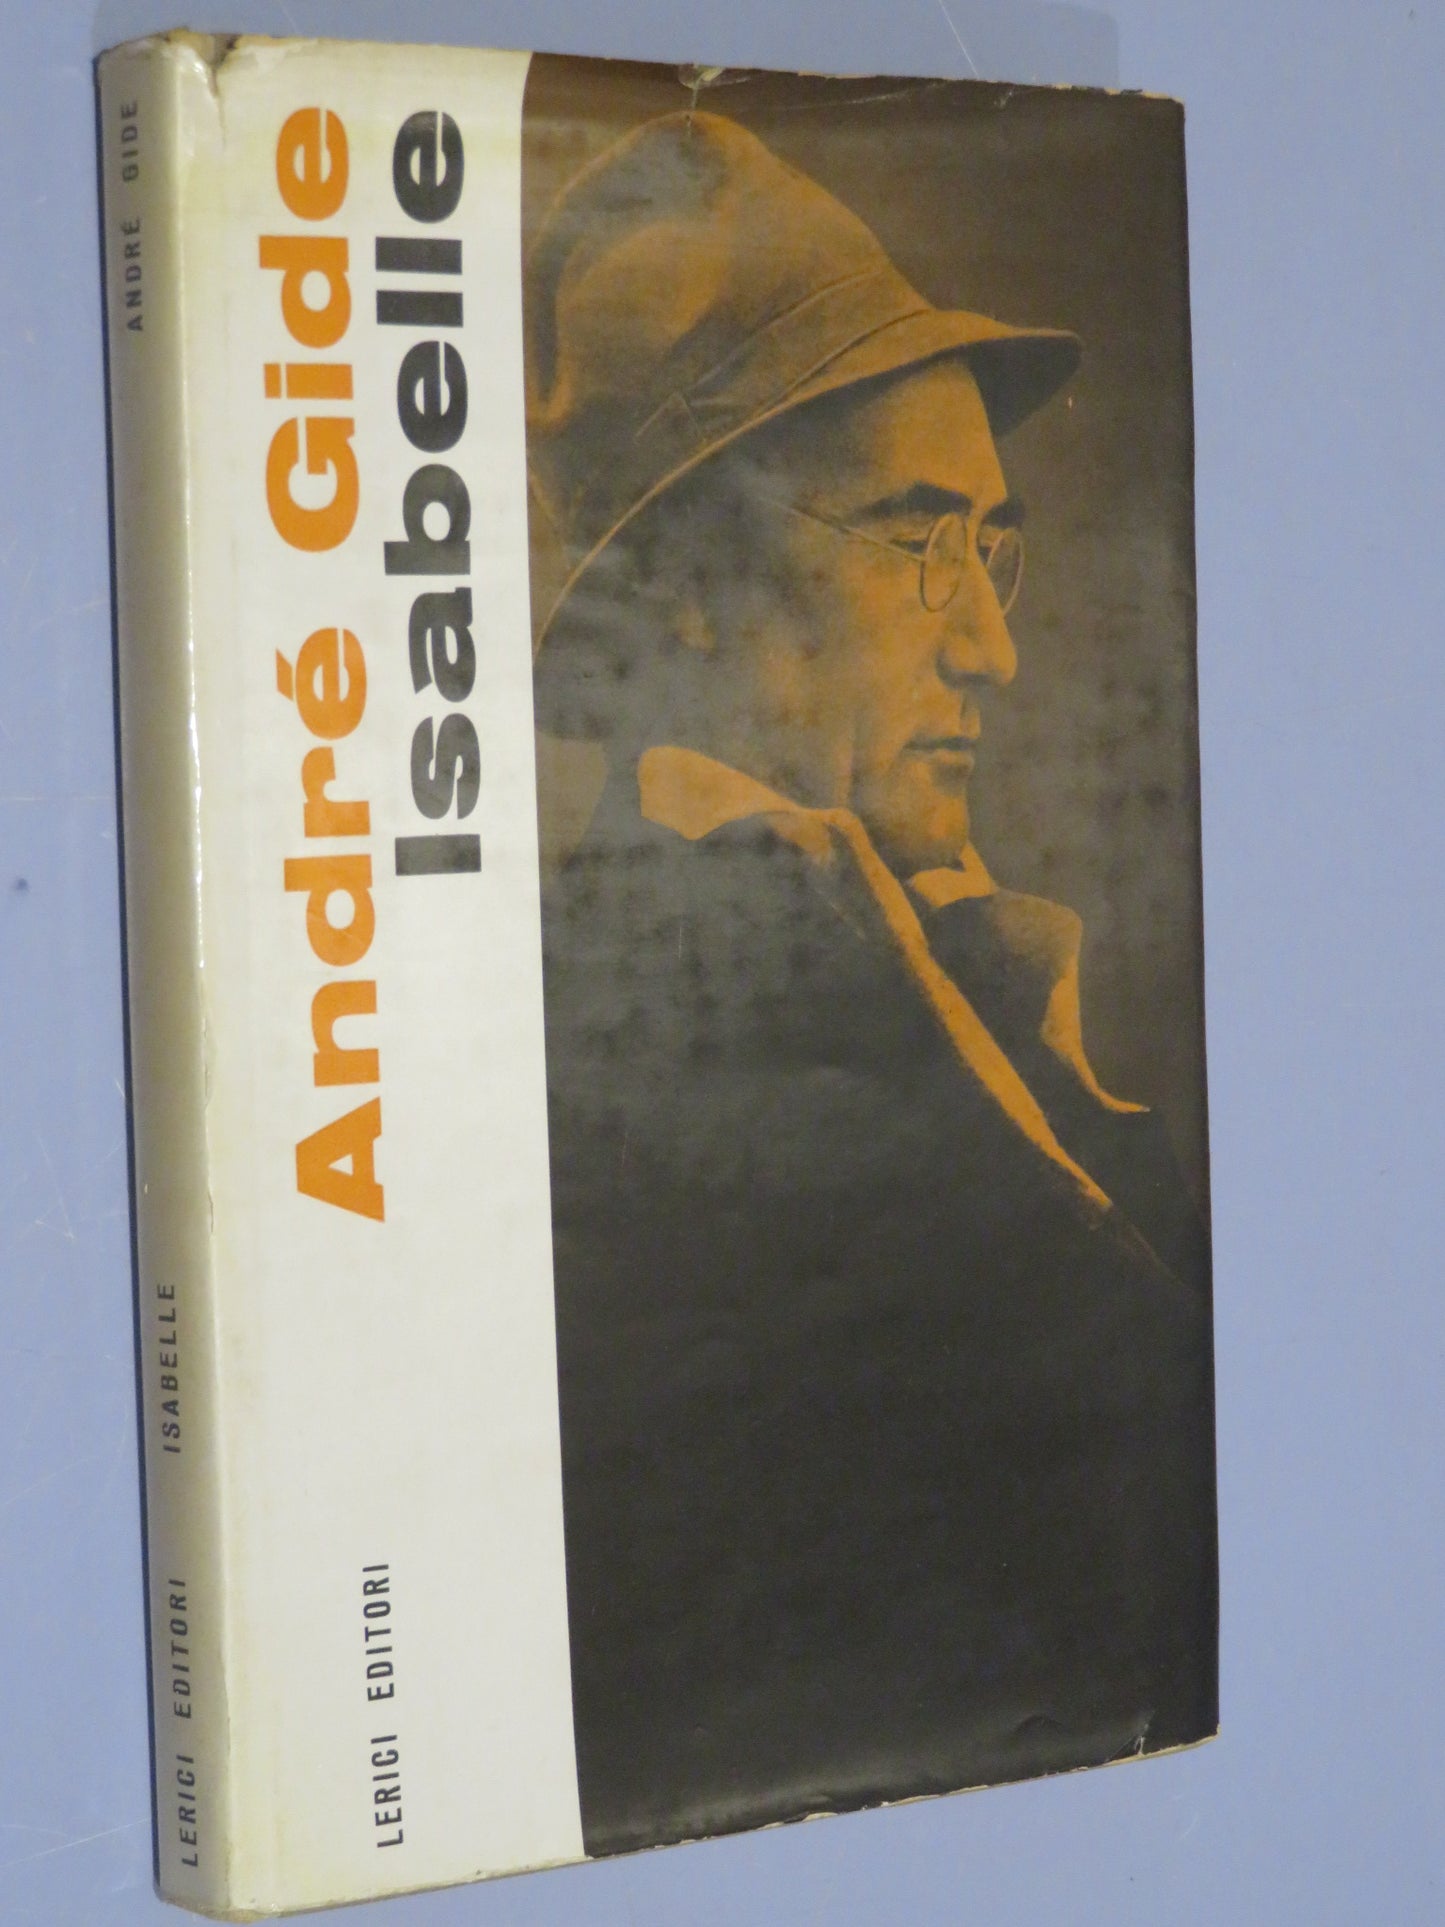 André Gide
Isabelle
LERICI EDITORI
ANDRÉ GIDE
ISABELLE
LERICI EDITORI